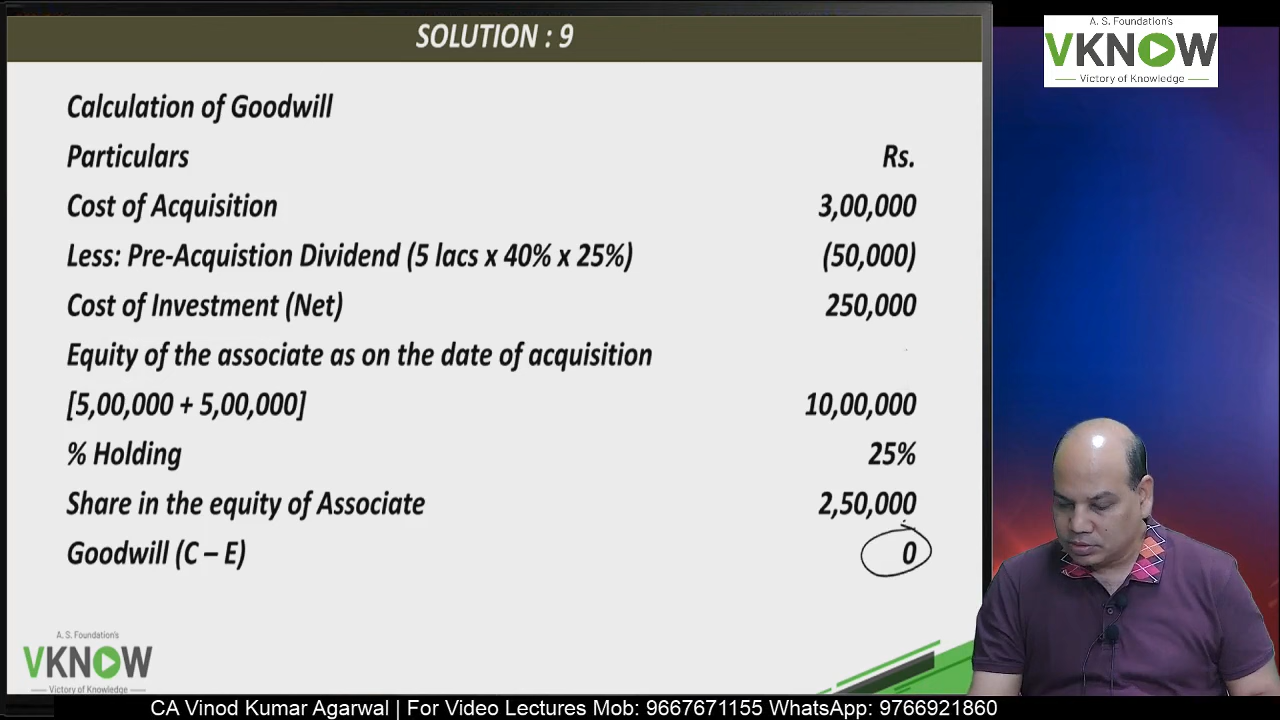 SOLUTION : 9
A. S. Foundation's
VKNOW
Victory of Knowledge
Calculation of Goodwill
Particulars Rs.
Cost of Acquisition 3,00,000
Less: Pre-Acquistion Dividend (5 lacs x 40% x 25%) (50,000)
Cost of Investment (Net) 250,000
Equity of the associate as on the date of acquisition
[5,00,000 + 5,00,000] 10,00,000
% Holding 25%
Share in the equity of Associate 2,50,000
Goodwill (C – E) 0
A. S. Foundation's
VKNOW
Victory of Knowledge
CA Vinod Kumar Agarwal | For Video Lectures Mob: 9667671155 WhatsApp: 9766921860